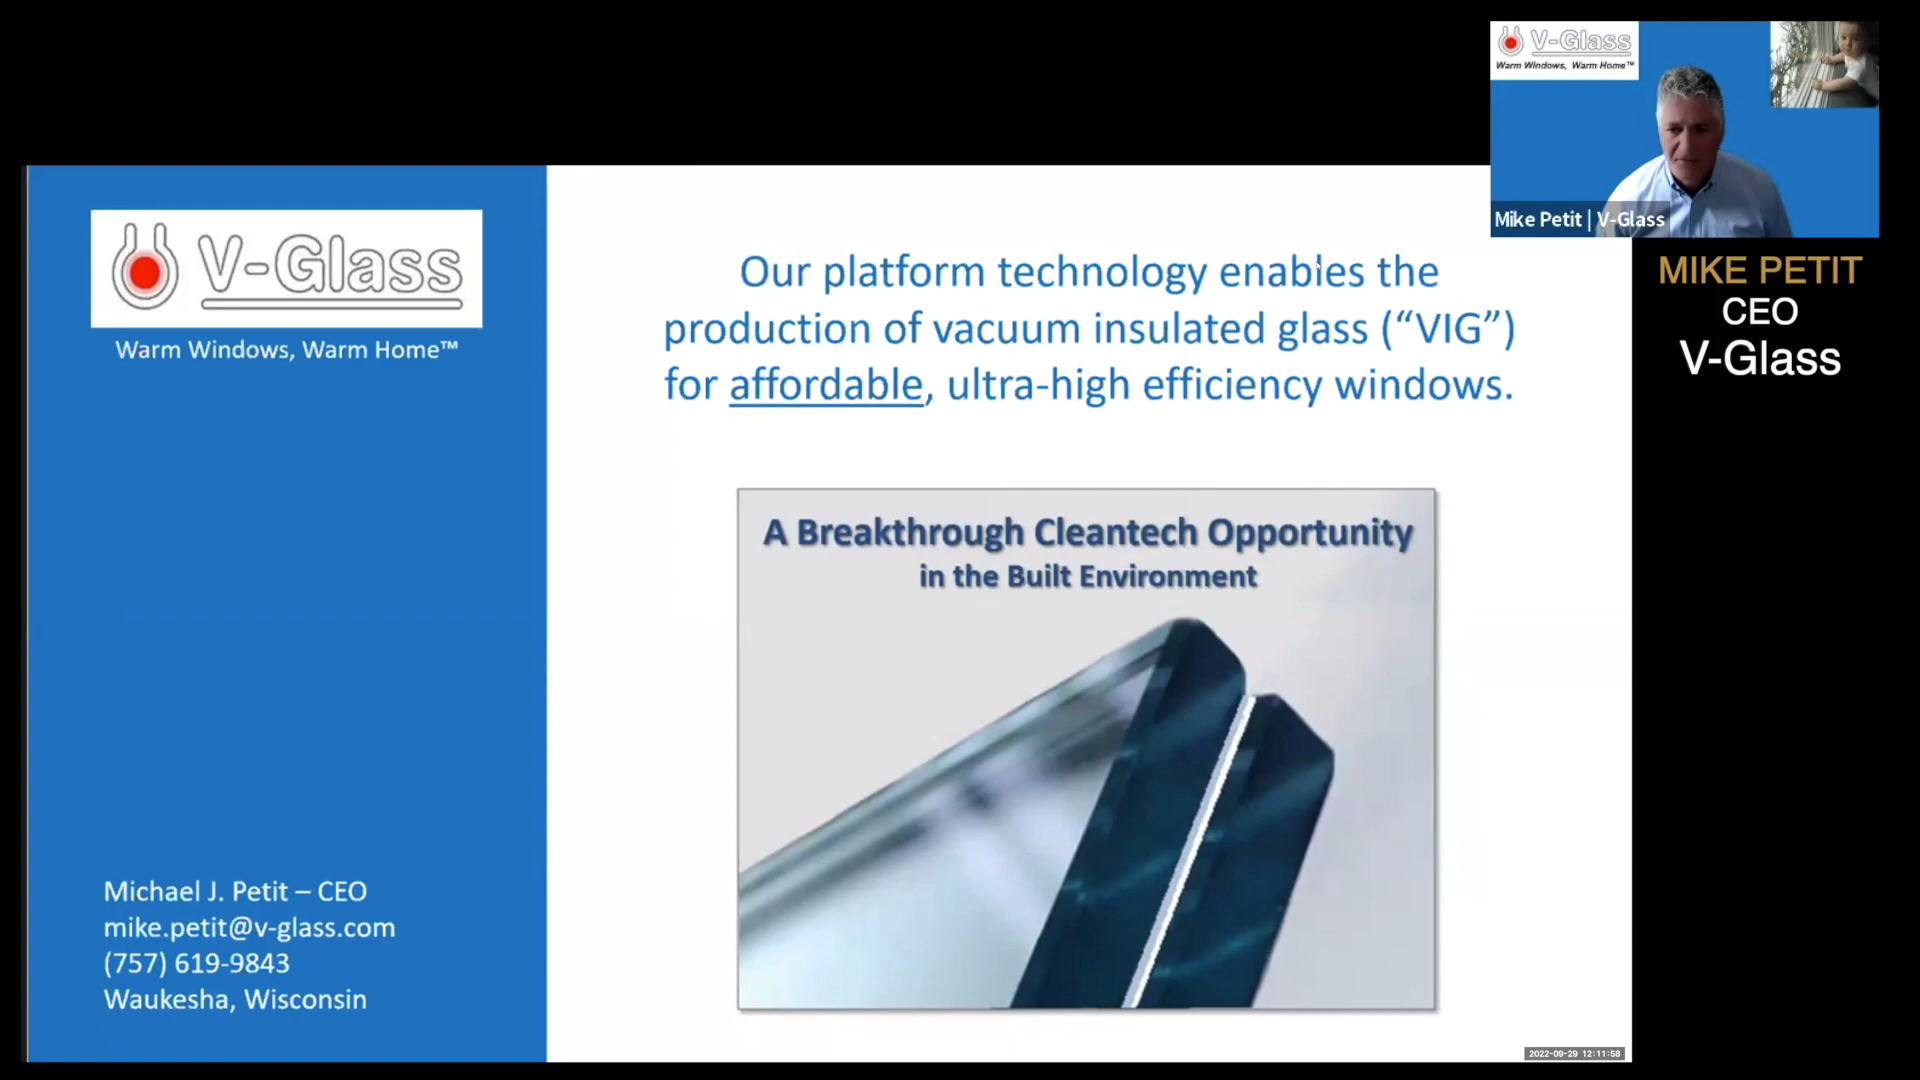 V-Glass
Warm Windows, Warm Home™
Mike Petit | V-Glass
MIKE PETIT
CEO
V-Glass
V-Glass
Warm Windows, Warm Home™
Our platform technology enables the
production of vacuum insulated glass (“VIG”)
for affordable, ultra-high efficiency windows.
A Breakthrough Cleantech Opportunity
in the Built Environment
Michael J. Petit – CEO
mike.petit@v-glass.com
(757) 619-9843
Waukesha, Wisconsin
2022-09-29 12:11:58